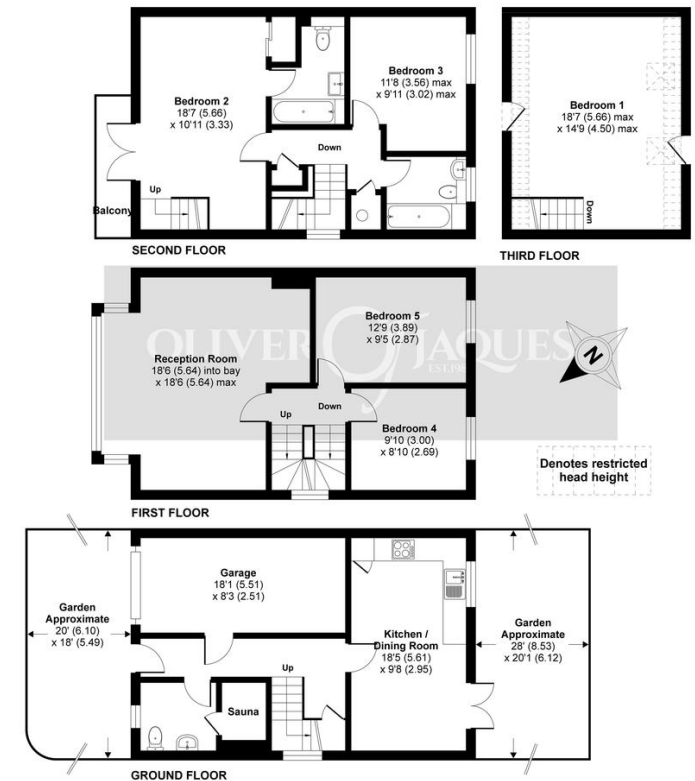 Bedroom 2
18'7 (5.66)
x 10'11 (3.33)
Bedroom 3
11'8 (3.56) max
x 9'11 (3.02) max
Down
Up
Balcony
SECOND FLOOR
Bedroom 1
18'7 (5.66) max
x 14'9 (4.50) max
Down
THIRD FLOOR
OLIVER JAQUES
Reception Room
18'6 (5.64) into bay
x 18'6 (5.64) max
Bedroom 5
12'9 (3.89)
x 9'5 (2.87)
Up
Down
Bedroom 4
9'10 (3.00)
x 8'10 (2.69)
N
Denotes restricted
head height
FIRST FLOOR
Garage
18'1 (5.51)
x 8'3 (2.51)
Garden
Approximate
20' (6.10)
x 18' (5.49)
Kitchen /
Dining Room
18'5 (5.61)
x 9'8 (2.95)
Garden
Approximate
28' (8.53)
x 20'1 (6.12)
Up
Sauna
GROUND FLOOR